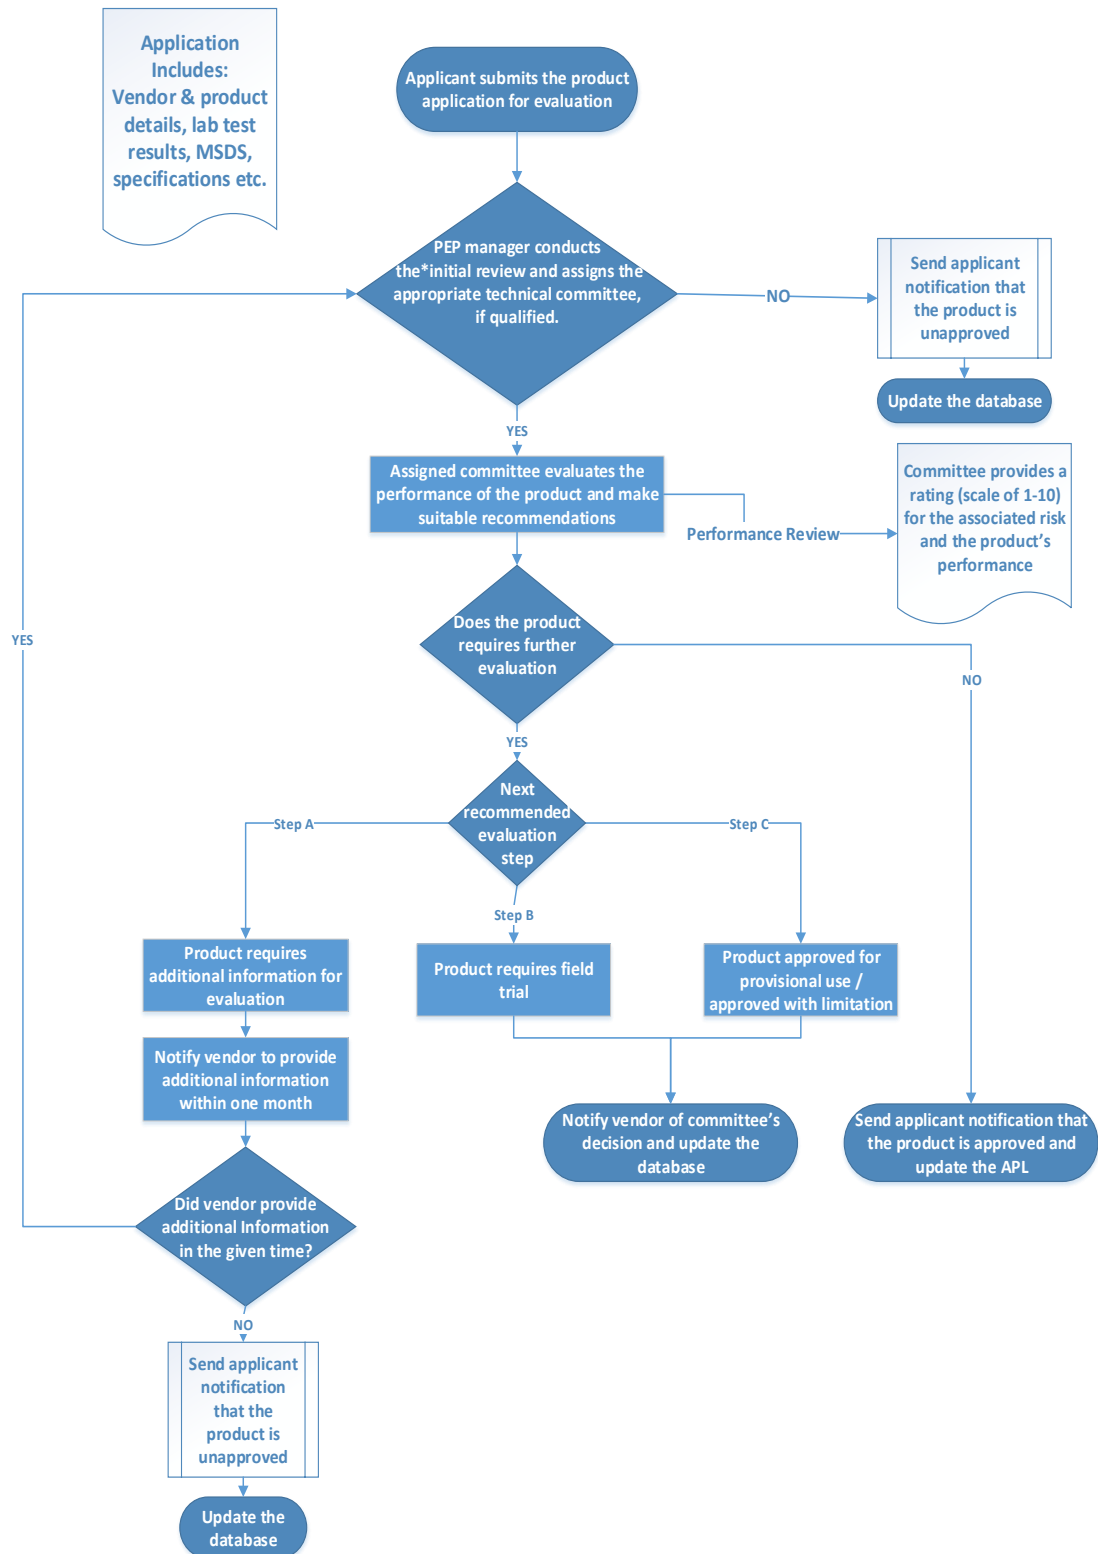 Application
Includes:
Vendor & product
details, lab test
results, MSDS,
specifications etc.
Applicant submits the product
application for evaluation
PEP manager conducts
the*initial review and assigns the
appropriate technical committee,
if qualified.
NO
Send applicant
notification that
the product is
unapproved
Update the database
YES
Assigned committee evaluates the
performance of the product and make
suitable recommendations
Performance Review
Committee provides a
rating (scale of 1-10)
for the associated risk
and the product's
performance
Does the product
requires further
evaluation
YES
NO
YES
Next
recommended
evaluation
step
Step A
Step B
Step C
Product requires
additional information for
evaluation
Product requires field
trial
Product approved for
provisional use /
approved with limitation
Notify vendor to provide
additional information
within one month
Notify vendor of committee's
decision and update the
database
Send applicant notification that
the product is approved and
update the APL
Did vendor provide
additional Information
in the given time?
NO
Send applicant
notification
that the
product is
unapproved
Update the
database